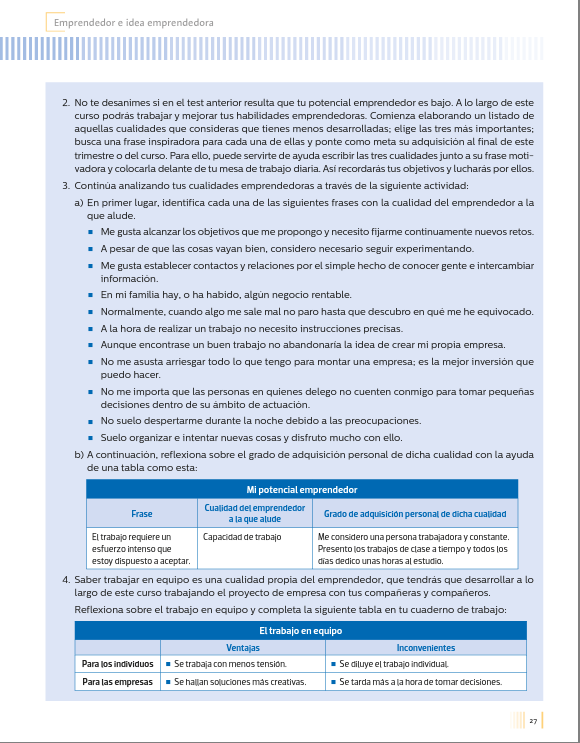 Emprendedor e idea emprendedora
2. No te desanimes si en el test anterior resulta que tu potencial emprendedor es bajo. A lo largo de este
curso podrás trabajar y mejorar tus habilidades emprendedoras. Comienza elaborando un listado de
aquellas cualidades que consideras que tienes menos desarrolladas; elige las tres más importantes;
busca una frase inspiradora para cada una de ellas y ponte como meta su adquisición al final de este
trimestre o del curso. Para ello, puede servirte de ayuda escribir las tres cualidades junto a su frase moti-
vadora y colocarla delante de tu mesa de trabajo diaria. Así recordarás tus objetivos y lucharás por ellos.
3. Continúa analizando tus cualidades emprendedoras a través de la siguiente actividad:
a) En primer lugar, identifica cada una de las siguientes frases con la cualidad del emprendedor a la
que alude.
▪ Me gusta alcanzar los objetivos que me propongo y necesito fijarme continuamente nuevos retos.
▪ A pesar de que las cosas vayan bien, considero necesario seguir experimentando.
▪ Me gusta establecer contactos y relaciones por el simple hecho de conocer gente e intercambiar
información.
▪ En mi familia hay, o ha habido, algún negocio rentable.
▪ Normalmente, cuando algo me sale mal no paro hasta que descubro en qué me he equivocado.
▪ A la hora de realizar un trabajo no necesito instrucciones precisas.
▪ Aunque encontrase un buen trabajo no abandonaría la idea de crear mi propia empresa.
▪ No me asusta arriesgar todo lo que tengo para montar una empresa; es la mejor inversión que
puedo hacer.
▪ No me importa que las personas en quienes delego no cuenten conmigo para tomar pequeñas
decisiones dentro de su ámbito de actuación.
▪ No suelo despertarme durante la noche debido a las preocupaciones.
▪ Suelo organizar e intentar nuevas cosas y disfruto mucho con ello.
b) A continuación, reflexiona sobre el grado de adquisición personal de dicha cualidad con la ayuda
de una tabla como esta:
Mi potencial emprendedor
Frase
Cualidad del emprendedor
a la que alude
Grado de adquisición personal de dicha cualidad
El trabajo requiere un
esfuerzo intenso que
estoy dispuesto a aceptar.
Capacidad de trabajo
Me considero una persona trabajadora y constante.
Presento los trabajos de clase a tiempo y todos los
días dedico unas horas al estudio.
4. Saber trabajar en equipo es una cualidad propia del emprendedor, que tendrás que desarrollar a lo
largo de este curso trabajando el proyecto de empresa con tus compañeras y compañeros.
Reflexiona sobre el trabajo en equipo y completa la siguiente tabla en tu cuaderno de trabajo:
El trabajo en equipo
Ventajas
Inconvenientes
Para los individuos
▪ Se trabaja con menos tensión.
▪ Se diluye el trabajo individual.
Para las empresas
▪ Se hallan soluciones más creativas.
▪ Se tarda más a la hora de tomar decisiones.
27